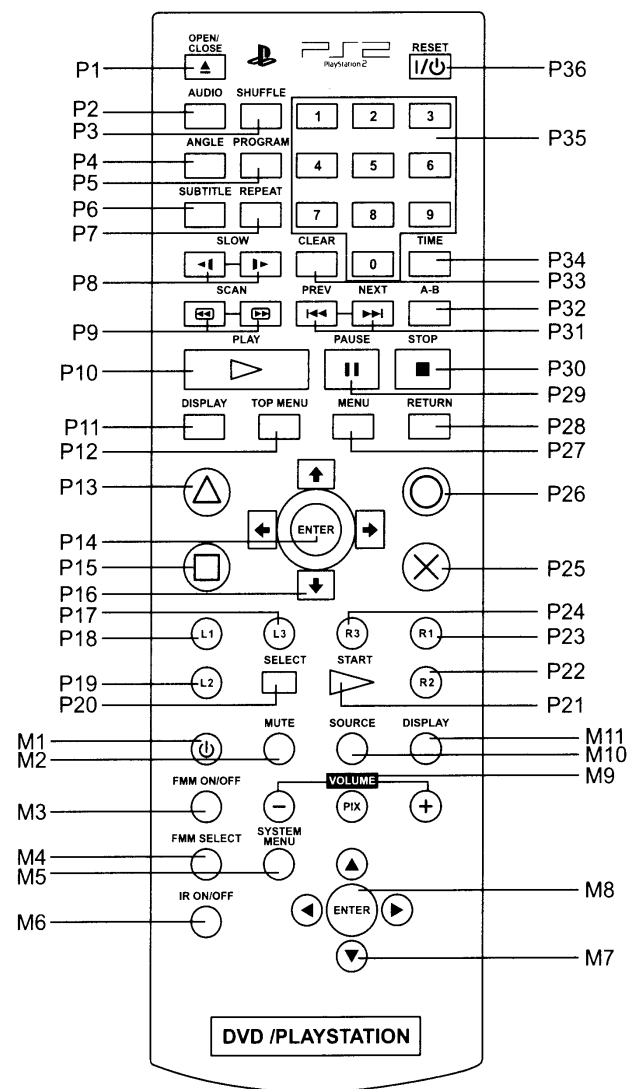 OPEN/
CLOSE
PS2
PlayStation 2
RESET
P1
I/
P36
AUDIO SHUFFLE
P2
P3
1 2 3
P35
ANGLE PROGRAM
P4
P5
4 5 6
SUBTITLE REPEAT
P6
P7
7 8 9
SLOW CLEAR 0 TIME
P8
P34
P33
SCAN PREV NEXT A-B
P9
P32
P31
PLAY PAUSE STOP
P10
P30
P29
DISPLAY TOP MENU MENU RETURN
P11
P12
P28
P27
P13
P26
P14
ENTER
P15
P25
P16
P17
P24
P18
L1 L3 R3 R1
P23
SELECT START
P19
L2 R2
P22
P20
P21
MUTE SOURCE DISPLAY
M1
M2
M11
M10
FMM ON/OFF VOLUME
M9
M3
− PIX +
FMM SELECT SYSTEM
MENU
M4
M5
IR ON/OFF
M6
ENTER
M8
M7
DVD /PLAYSTATION